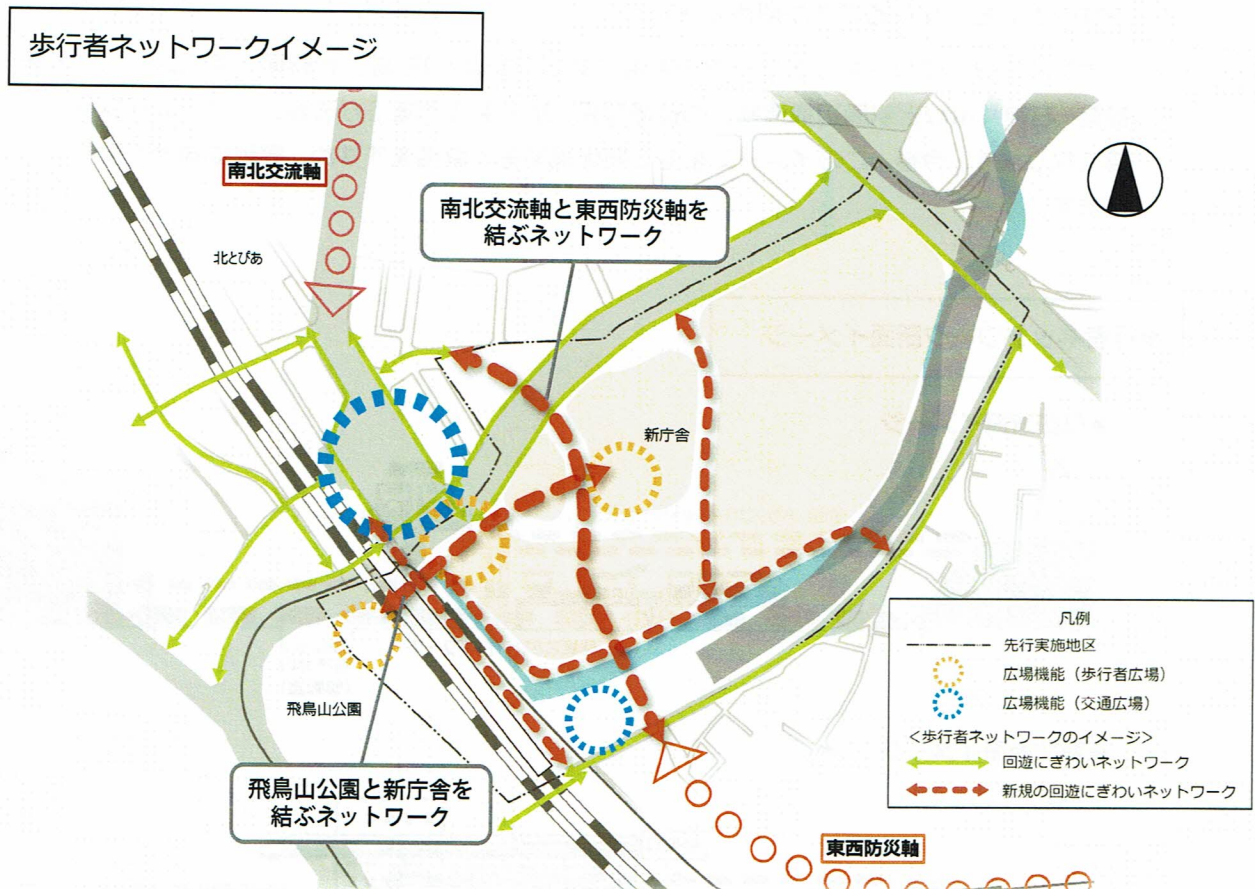 歩行者ネットワークイメージ
南北交流軸
北とぴあ
南北交流軸と東西防災軸を
結ぶネットワーク
新庁舎
飛鳥山公園
飛鳥山公園と新庁舎を
結ぶネットワーク
東西防災軸
凡例
先行実施地区
広場機能（歩行者広場）
広場機能（交通広場）
＜歩行者ネットワークのイメージ＞
回遊にぎわいネットワーク
新規の回遊にぎわいネットワーク